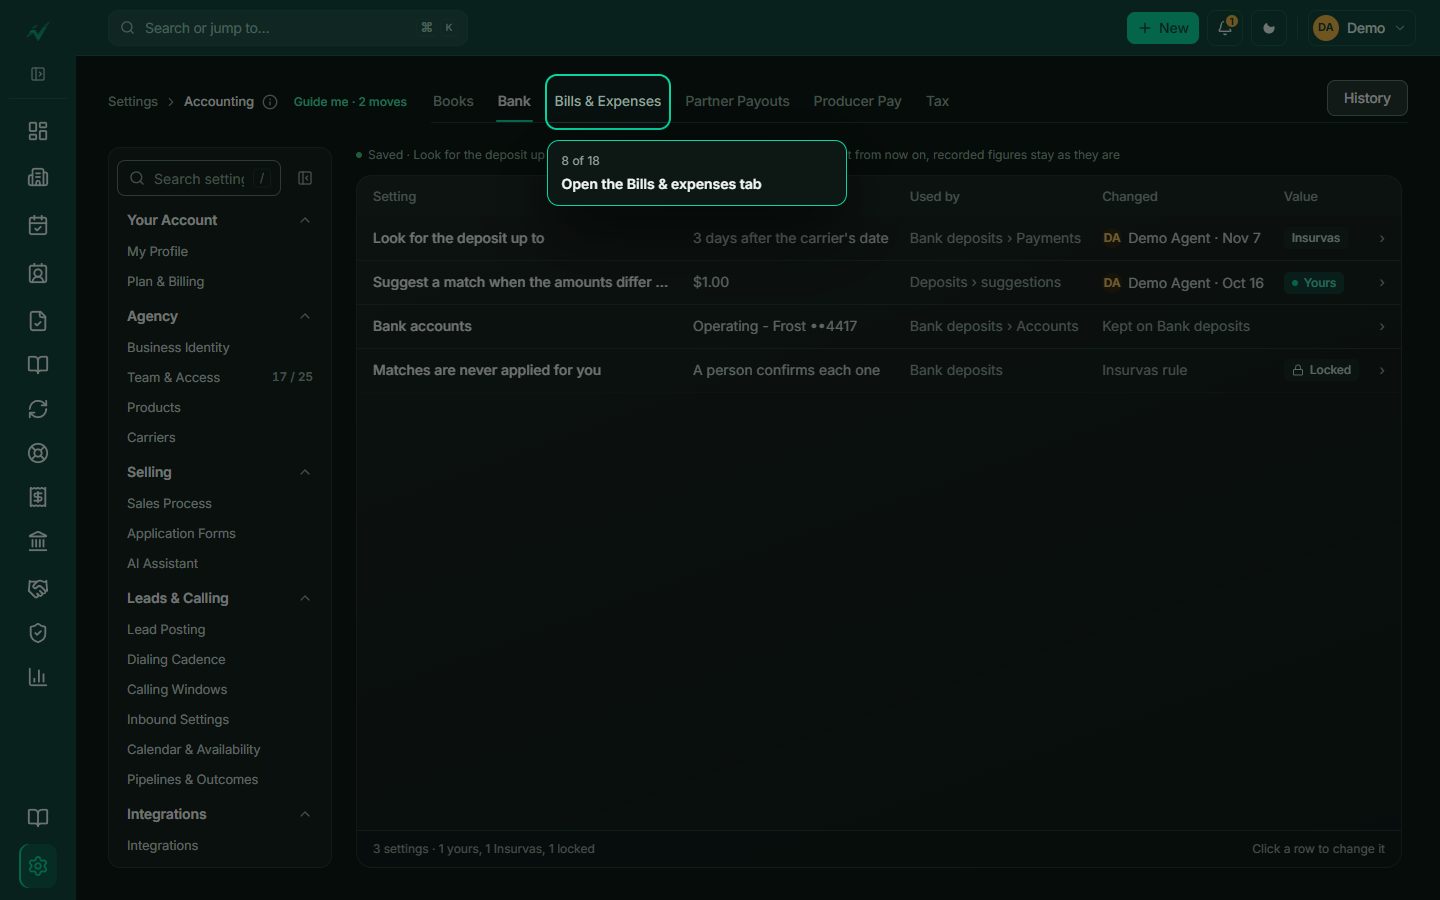 Search or jump to... ⌘ K
+ New
1
DA Demo
Settings > Accounting Guide me · 2 moves
Books Bank Bills & Expenses Partner Payouts Producer Pay Tax
History
Search setting /
Saved · Look for the deposit up
t from now on, recorded figures stay as they are
8 of 18
Open the Bills & expenses tab
Your Account
My Profile
Plan & Billing
Agency
Business Identity
Team & Access 17 / 25
Products
Carriers
Selling
Sales Process
Application Forms
AI Assistant
Leads & Calling
Lead Posting
Dialing Cadence
Calling Windows
Inbound Settings
Calendar & Availability
Pipelines & Outcomes
Integrations
Integrations
Setting Used by Changed Value
Look for the deposit up to 3 days after the carrier's date Bank deposits › Payments DA Demo Agent · Nov 7 Insurvas ›
Suggest a match when the amounts differ ... $1.00 Deposits › suggestions DA Demo Agent · Oct 16 Yours ›
Bank accounts Operating - Frost ••4417 Bank deposits › Accounts Kept on Bank deposits ›
Matches are never applied for you A person confirms each one Bank deposits Insurvas rule Locked ›
3 settings · 1 yours, 1 Insurvas, 1 locked
Click a row to change it